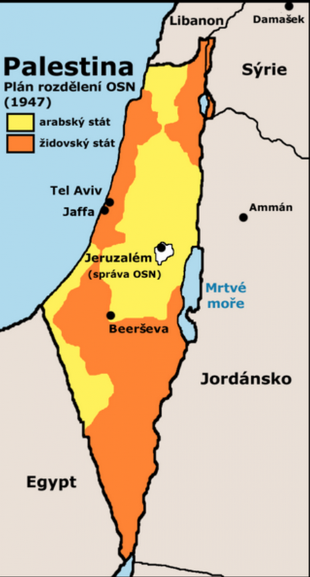 Libanon
Damašek
Palestina
Plán rozdělení OSN
(1947)
Sýrie
arabský stát
židovský stát
Tel Aviv
Jaffa
Ammán
Jeruzalém
(správa OSN)
Mrtvé
moře
Beerševa
Jordánsko
Egypt